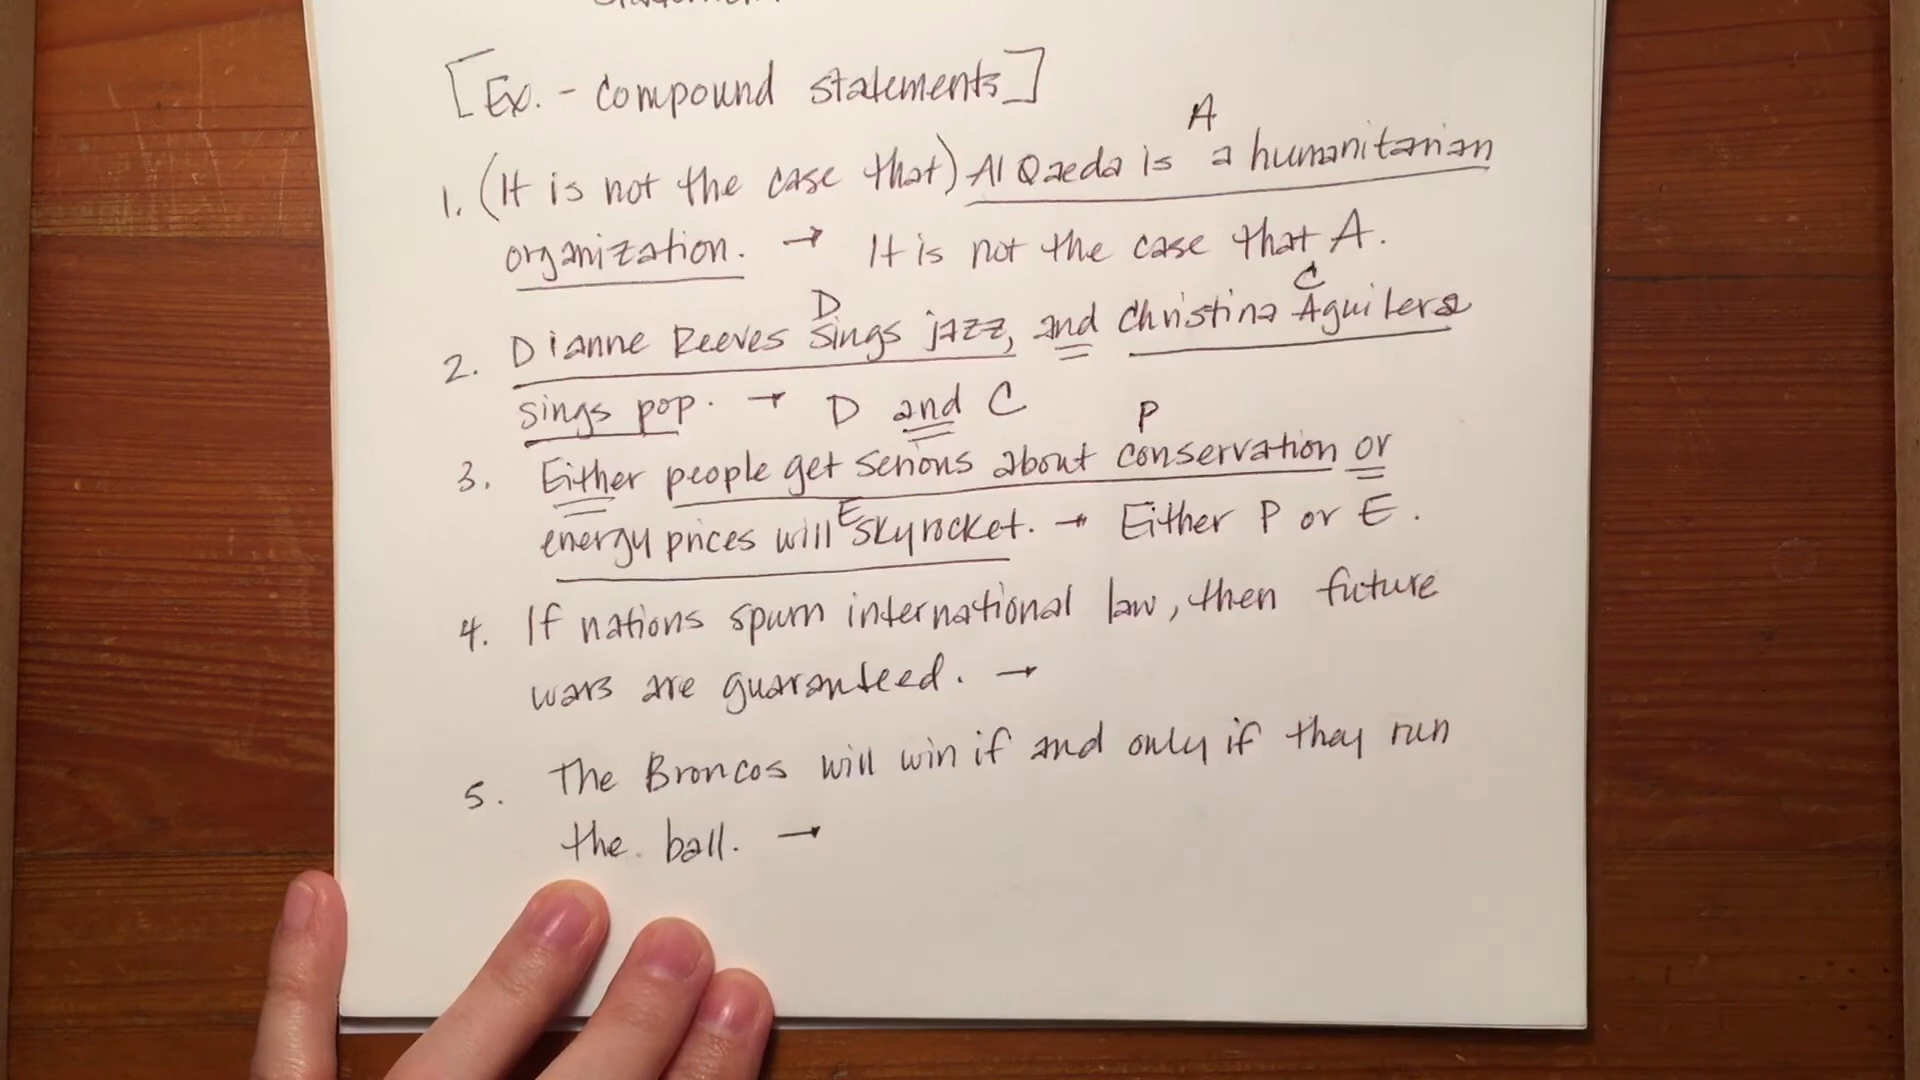 [Ex. - compound statements]
A
1. (It is not the case that) Al Qaeda is a humanitarian
organization. → It is not the case that A.
D C
2. Dianne Reeves sings jazz, and Christina Aguilera
sings pop. → D and C
P
3. Either people get serious about conservation or
E
energy prices will skyrocket. → Either P or E.
4. If nations spurn international law, then future
wars are guaranteed. →
5. The Broncos will win if and only if they run
the. ball. →